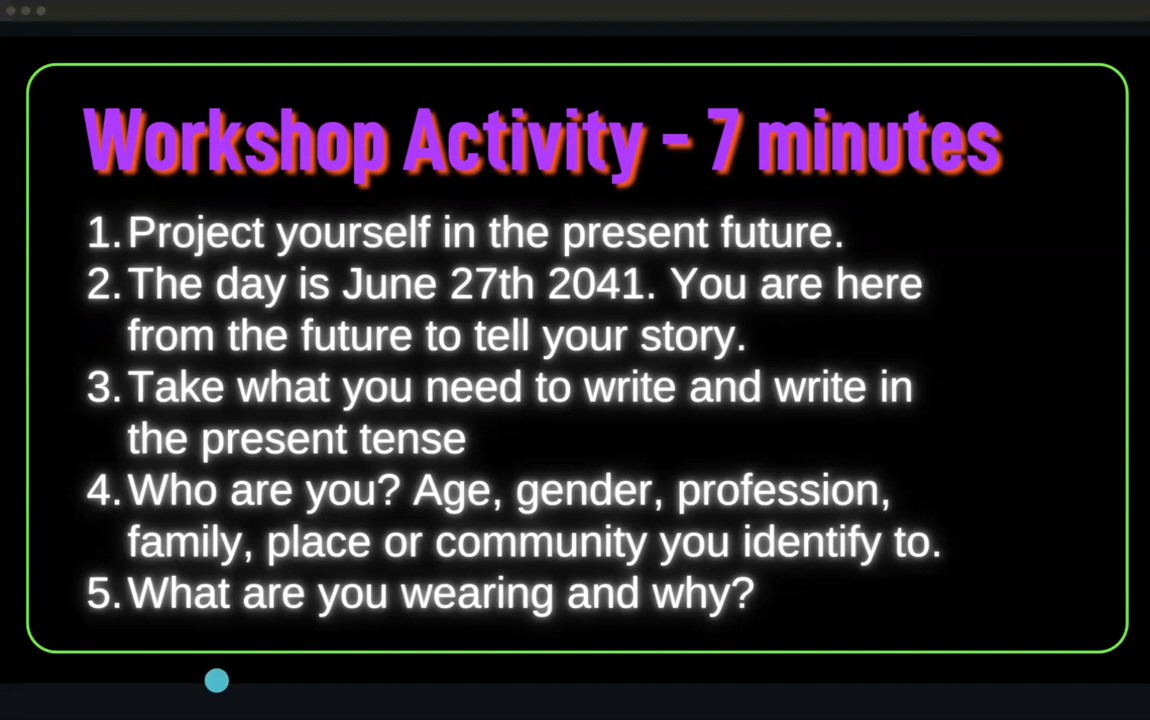 Workshop Activity - 7 minutes
1. Project yourself in the present future.
2. The day is June 27th 2041. You are here
from the future to tell your story.
3. Take what you need to write and write in
the present tense
4. Who are you? Age, gender, profession,
family, place or community you identify to.
5. What are you wearing and why?